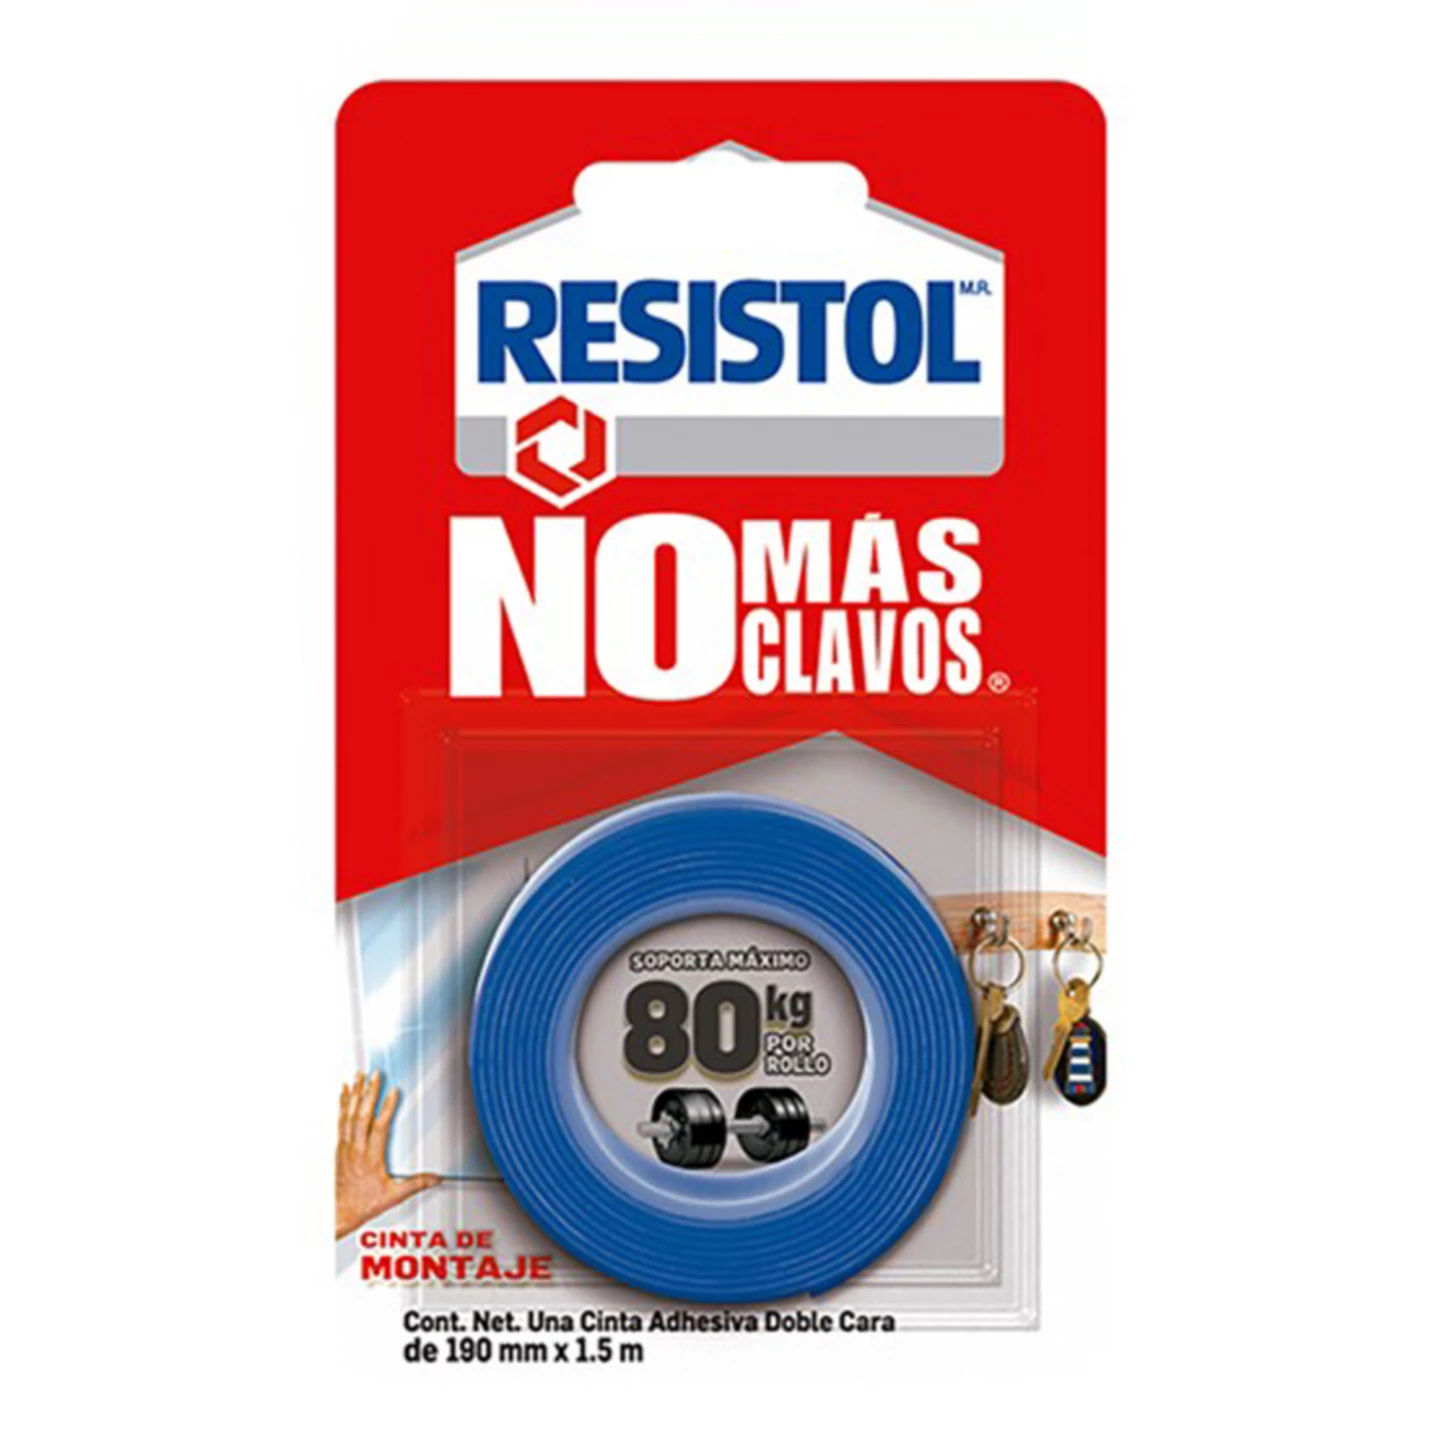 RESISTOL M.R.
NO MÁS
CLAVOS®
SOPORTA MÁXIMO
80 kg
POR
ROLLO
CINTA DE
MONTAJE
Cont. Net. Una Cinta Adhesiva Doble Cara
de 190 mm x 1.5 m